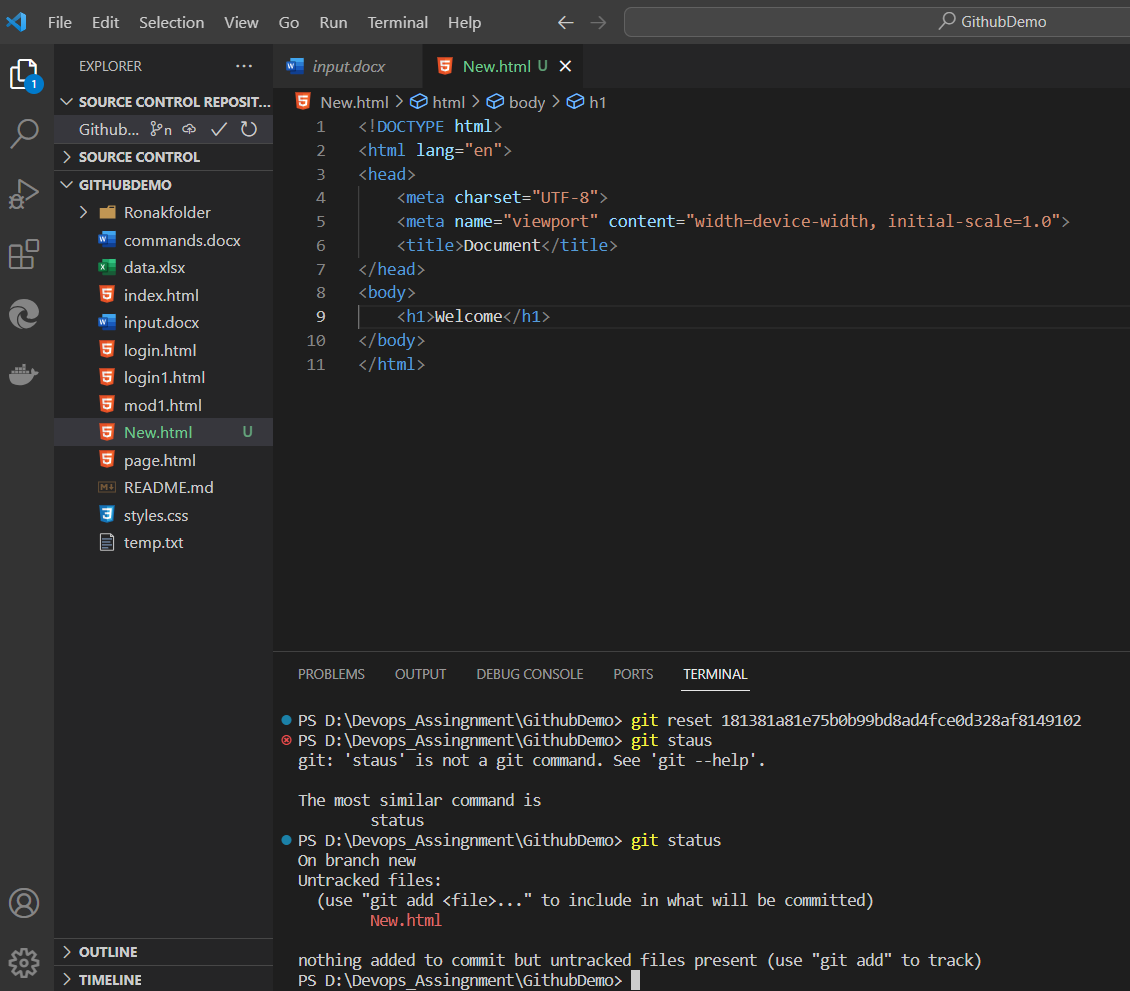 File Edit Selection View Go Run Terminal Help GithubDemo
EXPLORER ...
1
SOURCE CONTROL REPOSIT...
Github... n
SOURCE CONTROL
GITHUBDEMO
Ronakfolder
commands.docx
data.xlsx
index.html
input.docx
login.html
login1.html
mod1.html
New.html U
page.html
README.md
styles.css
temp.txt
OUTLINE
TIMELINE
input.docx New.html U
New.html > html > body > h1
1 <!DOCTYPE html>
2 <html lang="en">
3 <head>
4 <meta charset="UTF-8">
5 <meta name="viewport" content="width=device-width, initial-scale=1.0">
6 <title>Document</title>
7 </head>
8 <body>
9 <h1>Welcome</h1>
10 </body>
11 </html>
PROBLEMS OUTPUT DEBUG CONSOLE PORTS TERMINAL
PS D:\Devops_Assingnment\GithubDemo> git reset 181381a81e75b0b99bd8ad4fce0d328af8149102
PS D:\Devops_Assingnment\GithubDemo> git staus
git: 'staus' is not a git command. See 'git --help'.
The most similar command is
status
PS D:\Devops_Assingnment\GithubDemo> git status
On branch new
Untracked files:
(use "git add <file>..." to include in what will be committed)
New.html
nothing added to commit but untracked files present (use "git add" to track)
PS D:\Devops_Assingnment\GithubDemo>